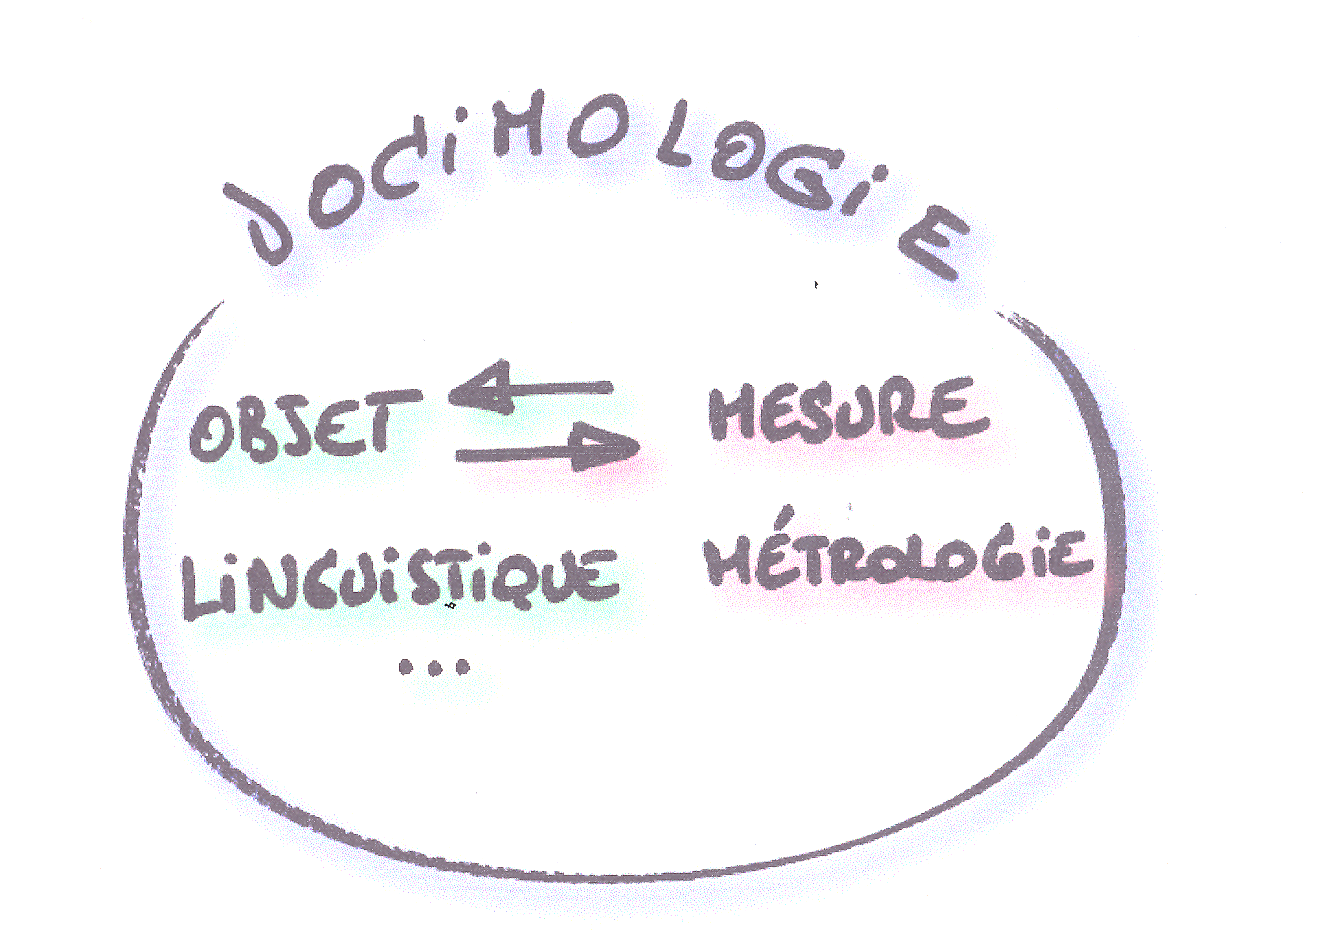 DOCiMOLOGiE
OBJET MESURE
LiNGUiSTiQUE MÉTROLOGiE
...